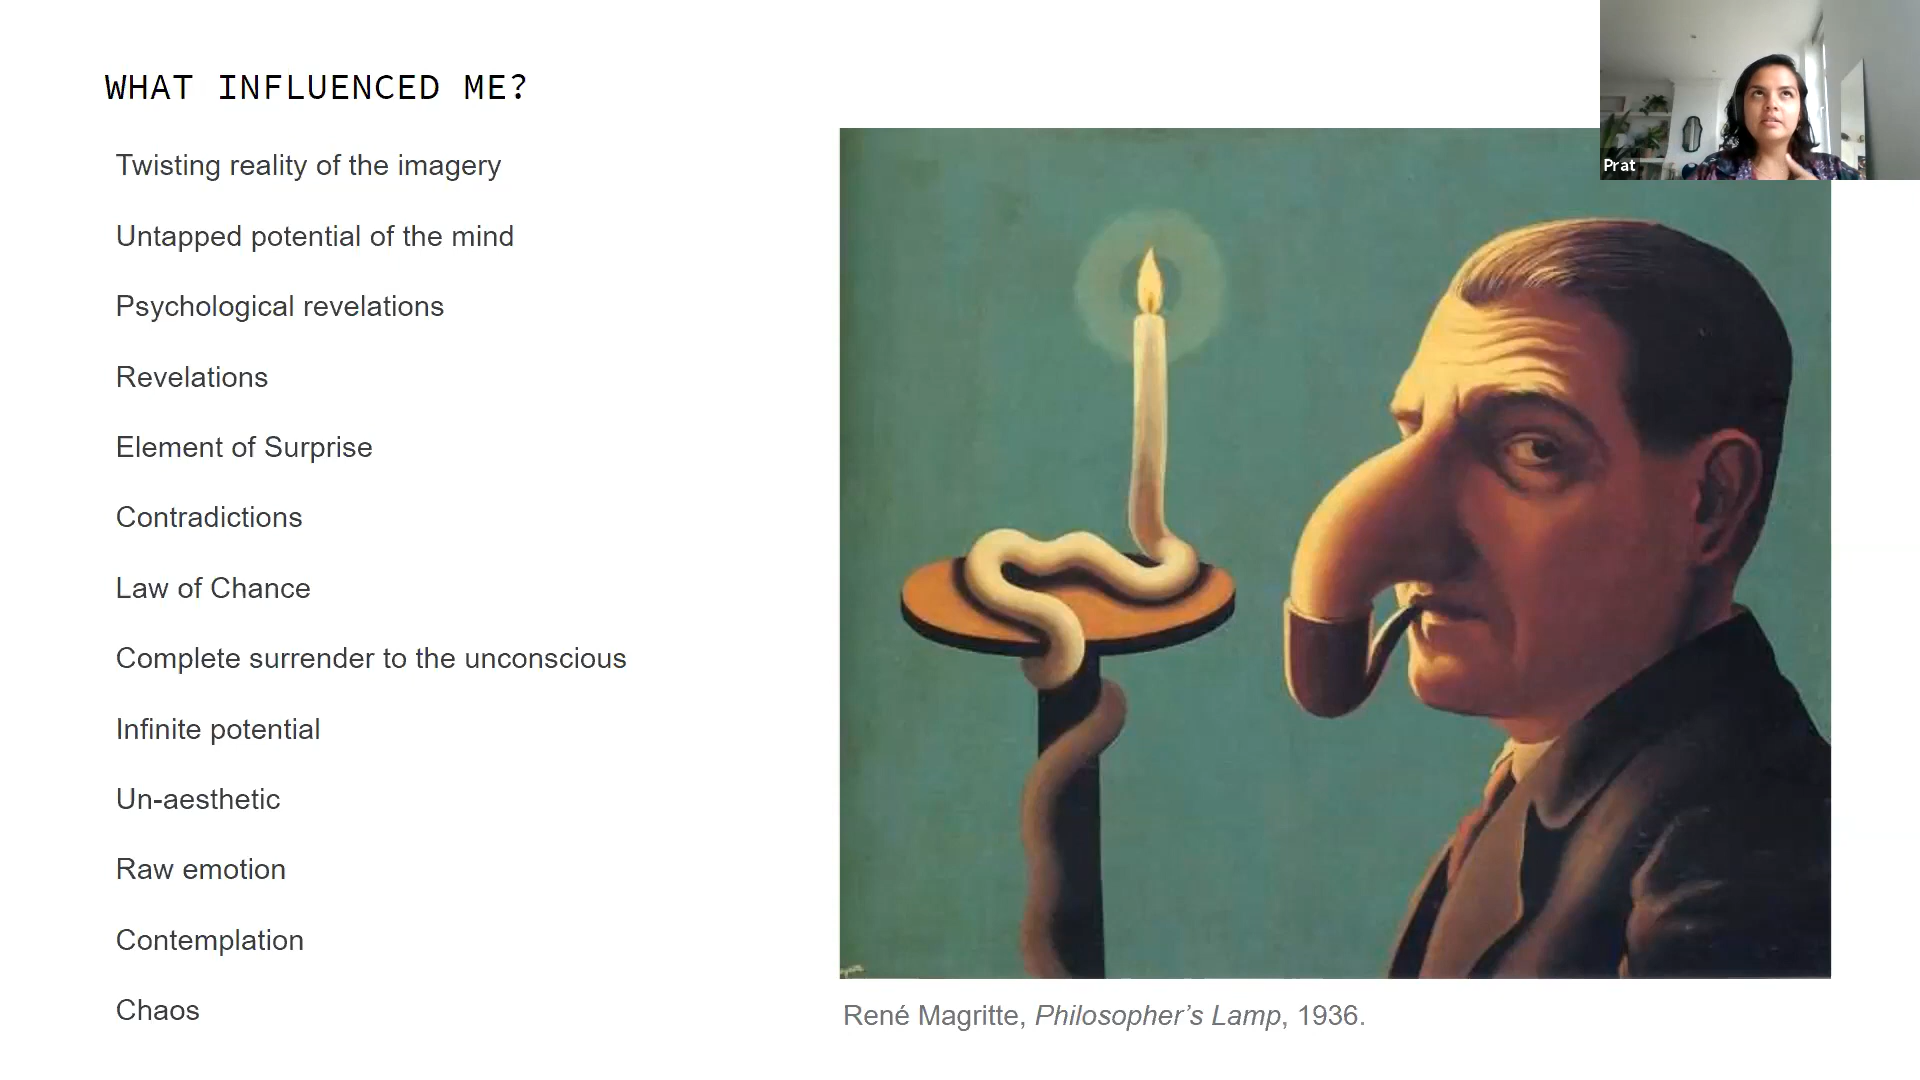 WHAT INFLUENCED ME?
Twisting reality of the imagery
Untapped potential of the mind
Psychological revelations
Revelations
Element of Surprise
Contradictions
Law of Chance
Complete surrender to the unconscious
Infinite potential
Un-aesthetic
Raw emotion
Contemplation
Chaos
René Magritte, Philosopher’s Lamp, 1936.
Prat